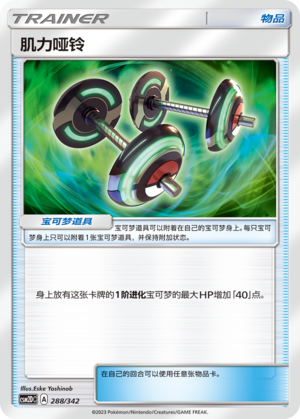 TRAINER 物品
肌力哑铃
宝可梦道具
宝可梦道具可以附着在自己的宝可梦身上。每只宝可
梦身上只可以附着1张宝可梦道具,并保持附加状态。
身上放有这张卡牌的1阶进化宝可梦的最大HP增加「40」点。
在自己的回合可以使用任意张物品卡。
Illus.Eske Yoshinob
CSM2DC A 288/342
©2023 Pokémon/Nintendo/Creatures/GAME FREAK.